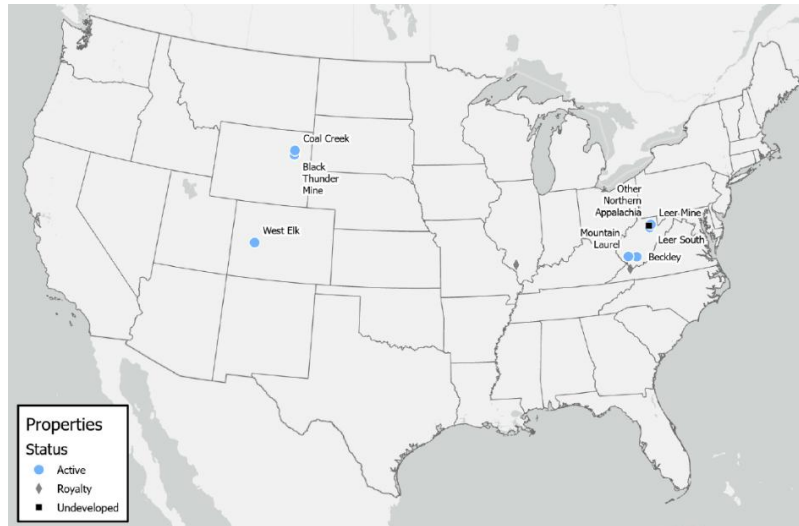 Coal Creek
Black
Thunder
Mine
West Elk
Other
Northern
Appalachia
Leer Mine
Mountain
Laurel
Leer South
Beckley
Properties
Status
Active
Royalty
Undeveloped